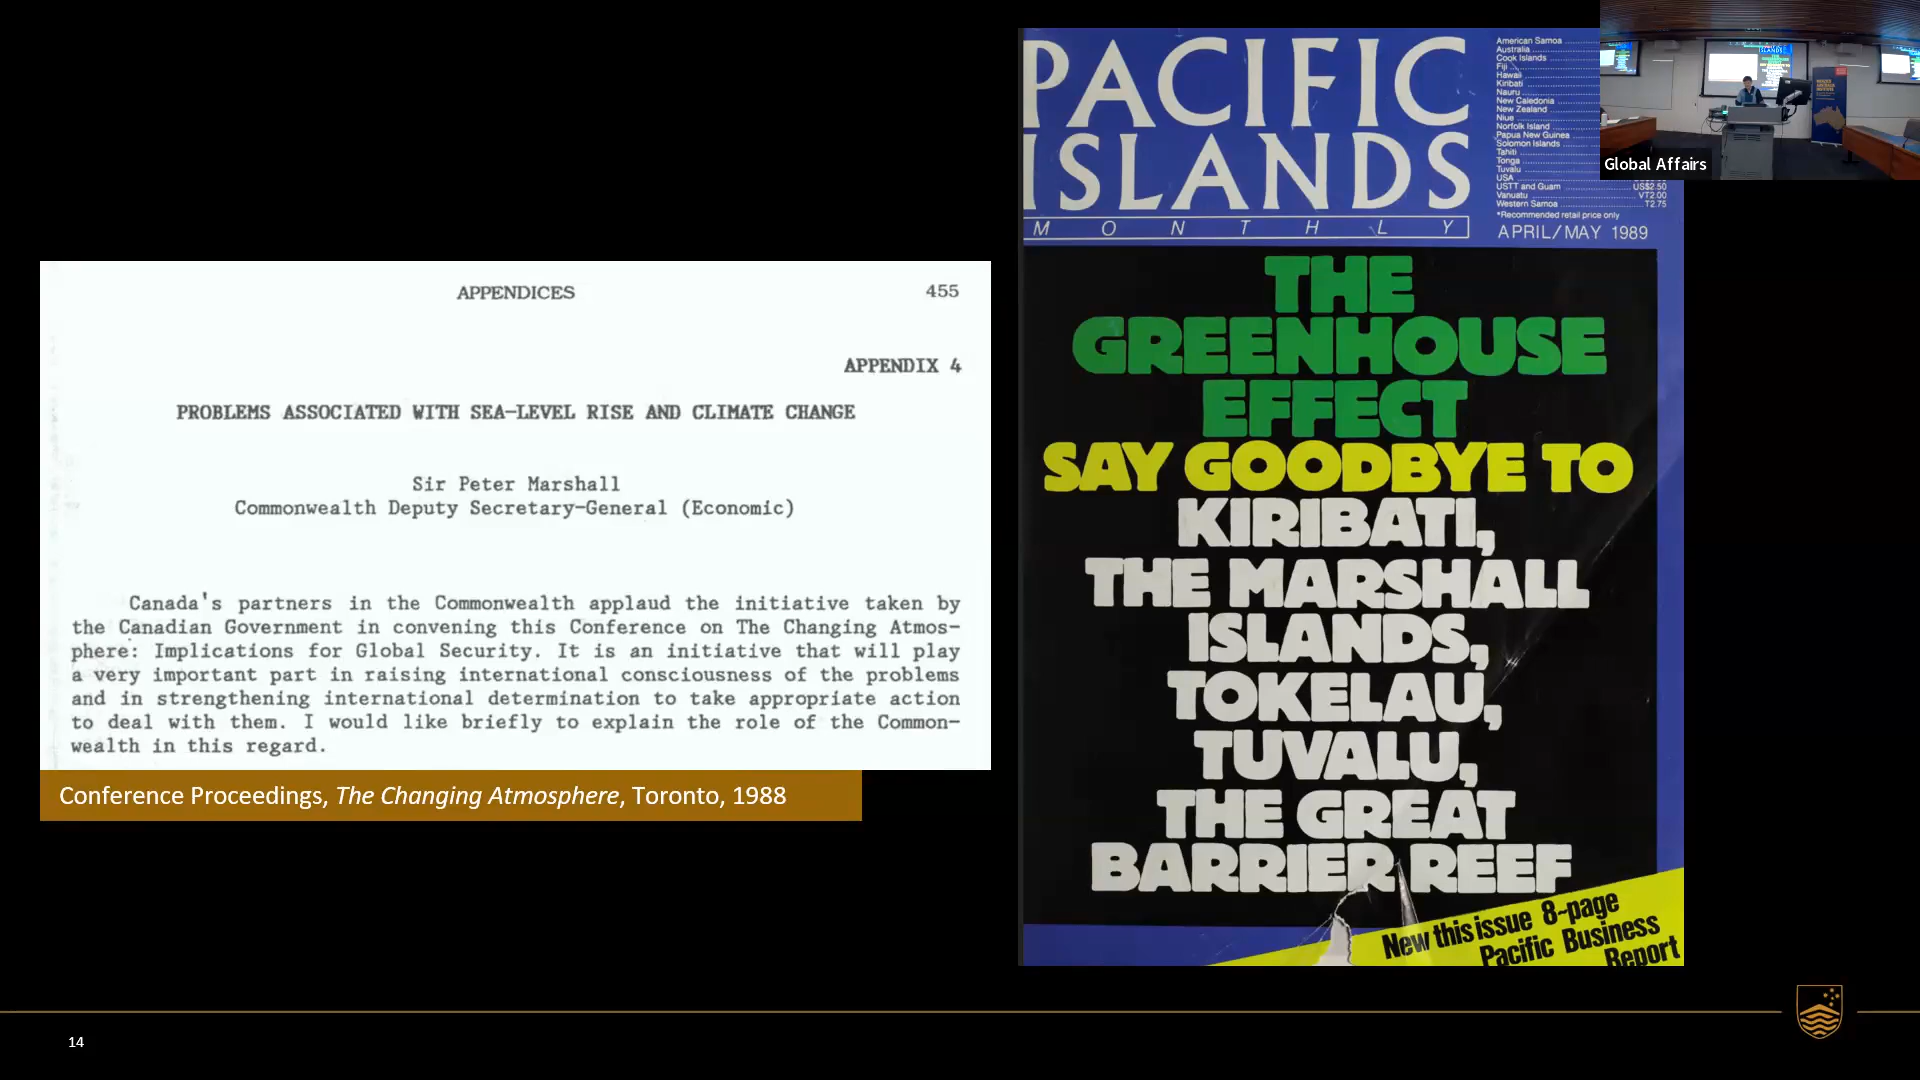 APPENDICES 455
APPENDIX 4
PROBLEMS ASSOCIATED WITH SEA-LEVEL RISE AND CLIMATE CHANGE
Sir Peter Marshall
Commonwealth Deputy Secretary-General (Economic)
Canada's partners in the Commonwealth applaud the initiative taken by
the Canadian Government in convening this Conference on The Changing Atmos-
phere: Implications for Global Security. It is an initiative that will play
a very important part in raising international consciousness of the problems
and in strengthening international determination to take appropriate action
to deal with them. I would like briefly to explain the role of the Common-
wealth in this regard.
Conference Proceedings, The Changing Atmosphere, Toronto, 1988
PACIFIC
ISLANDS
MONTHLY
American Samoa
Australia
Cook Islands
Fiji
Hawaii
Kiribati
Nauru
New Caledonia
New Zealand
Niue
Norfolk Island
Papua New Guinea
Solomon Islands
Tahiti
Tonga
Tuvalu
USA
USTT and Guam US$2.50
Vanuatu VT2.00
Western Samoa T2.75
*Recommended retail price only
APRIL/MAY 1989
THE
GREENHOUSE
EFFECT
SAY GOODBYE TO
KIRIBATI,
THE MARSHALL
ISLANDS,
TOKELAU,
TUVALU,
THE GREAT
BARRIER REEF
New this issue 8-page
Pacific Business
Report
Global Affairs
14